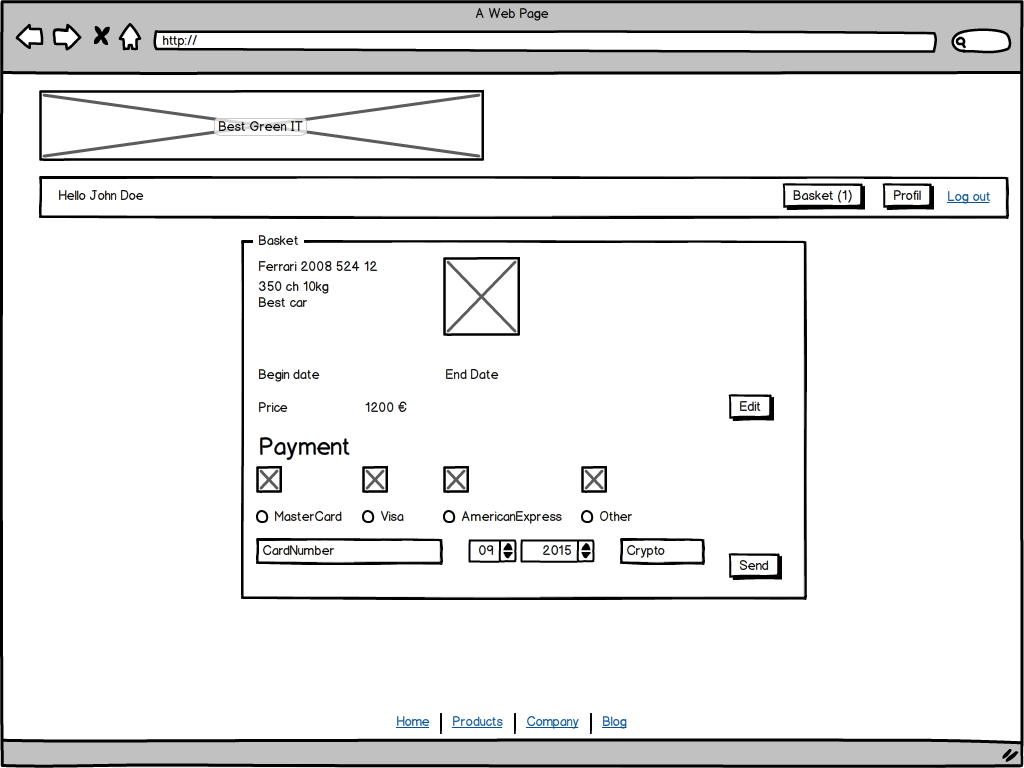 A Web Page
http://
Best Green IT
Hello John Doe Basket (1) Profil Log out
Basket
Ferrari 2008 524 12
350 ch 10kg
Best car
Begin date End Date
Price 1200 € Edit
Payment
MasterCard Visa AmericanExpress Other
CardNumber 09 2015 Crypto
Send
Home Products Company Blog